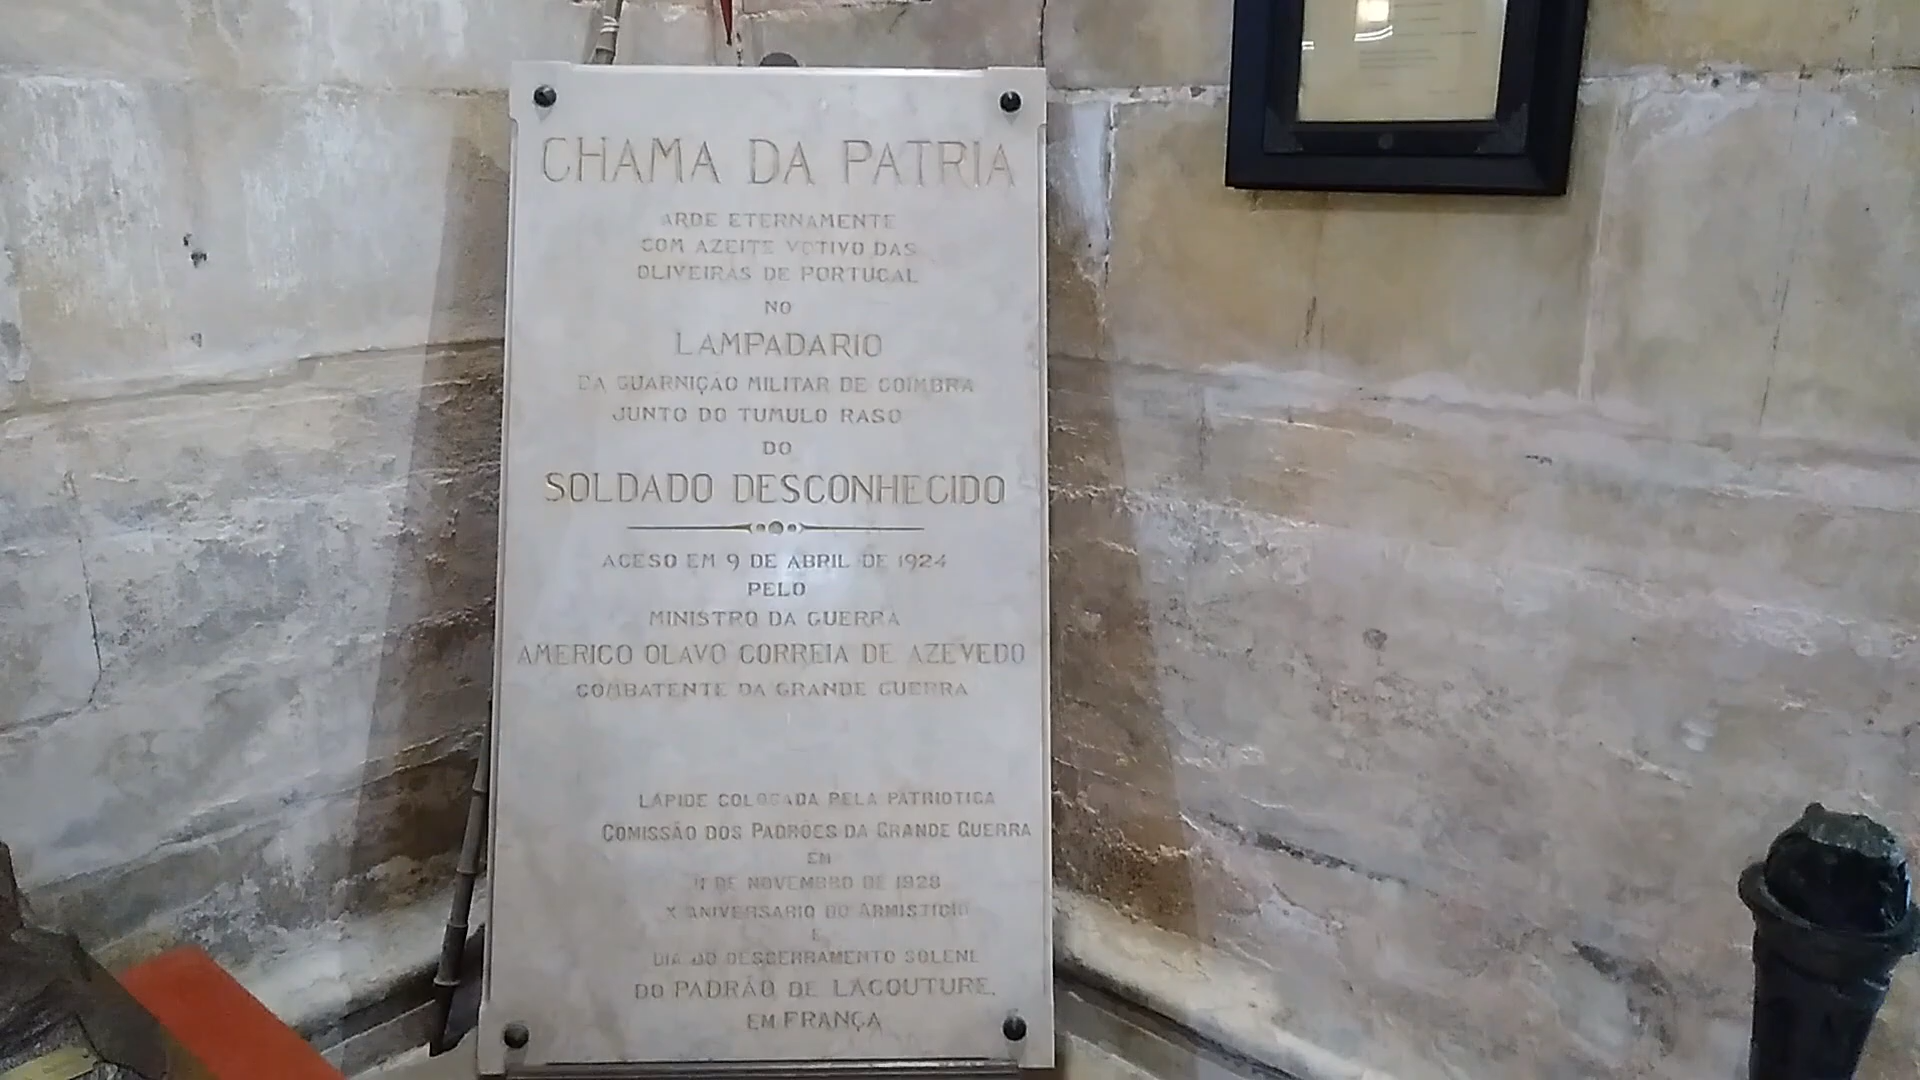 CHAMA DA PATRIA
ARDE ETERNAMENTE
COM AZEITE VOTIVO DAS
OLIVEIRAS DE PORTUGAL
NO
LAMPADARIO
DA GUARNIÇÃO MILITAR DE COIMBRA
JUNTO DO TUMULO RASO
DO
SOLDADO DESCONHECIDO
ACESO EM 9 DE ABRIL DE 1924
PELO
MINISTRO DA GUERRA
AMERICO OLAVO CORREIA DE AZEVEDO
COMBATENTE DA GRANDE GUERRA
LÁPIDE COLOCADA PELA PATRIOTICA
COMISSÃO DOS PADRÕES DA GRANDE GUERRA
EM
11 DE NOVEMBRO DE 1928
X ANIVERSARIO DO ARMISTICIO
E
DIA DO DESCERRAMENTO SOLENE
DO PADRÃO DE LACOUTURE,
EM FRANÇA